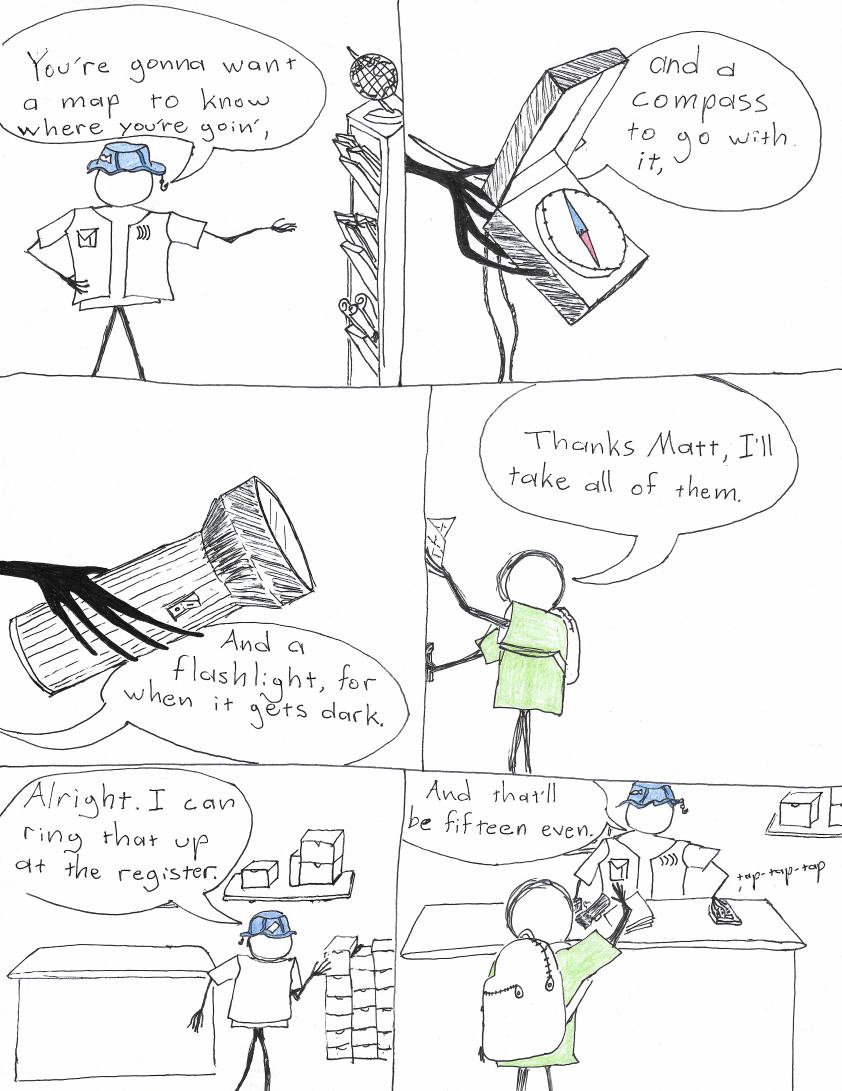 You're gonna want
a map to know
where you're goin',
and a
compass
to go with
it,
And a
flashlight, for
when it gets dark.
Thanks Matt, I'll
take all of them.
Alright. I can
ring that up
at the register.
And that'll
be fifteen even.
tap-tap-tap